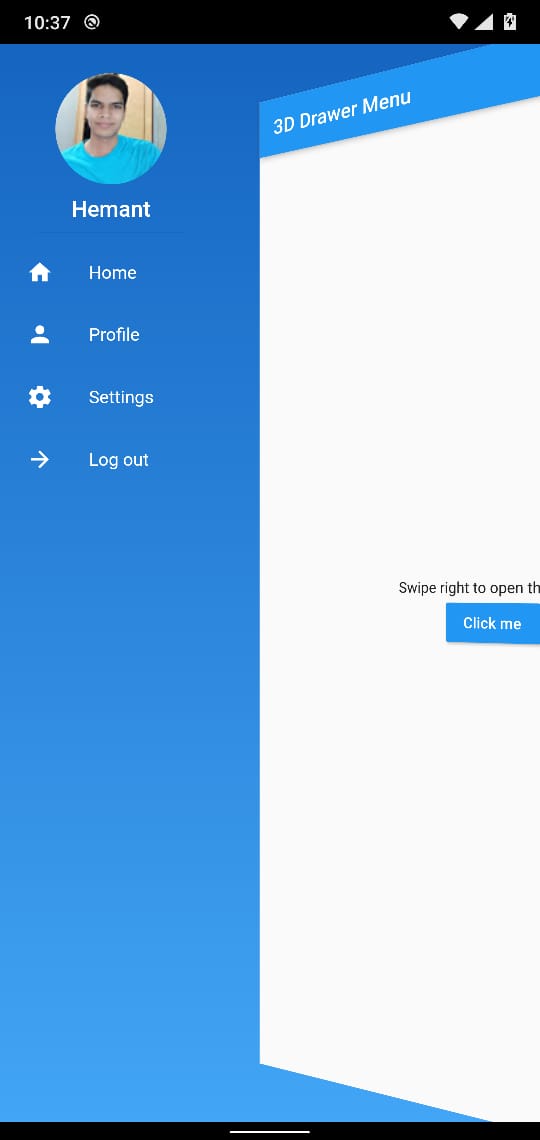 10:37
3D Drawer Menu
Hemant
Home
Profile
Settings
Log out
Swipe right to open th
Click me